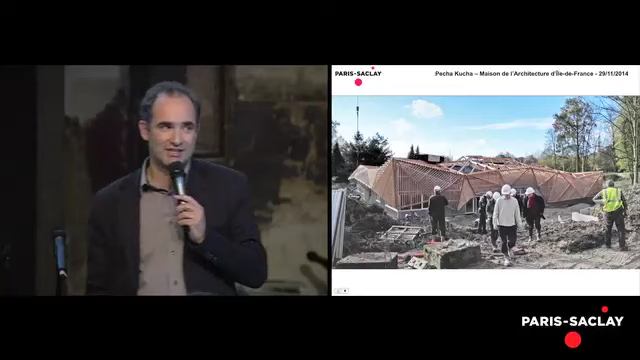 PARIS-SACLAY
Pecha Kucha – Maison de l'Architecture d'Île-de-France - 29/11/2014
PARIS-SACLAY